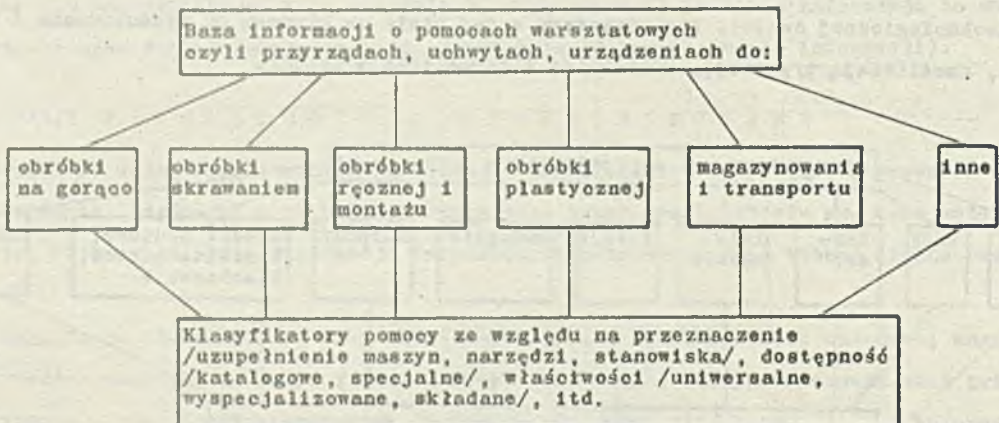 Baza informacji o pomocach warsztatowych
czyli przyrządach, uchwytach, urządzeniach do:
obróbki
na gorąco
obróbki
skrawaniem
obróbki
ręcznej i
montażu
obróbki
plastycznej
magazynowania
i transportu
inne
Klasyfikatory pomocy ze względu na przeznaczenie
/uzupełnienie maszyn, narzędzi, stanowiska/, dostępność
/katalogowe, specjalne/, właściwości /uniwersalne,
wyspecjalizowane, składane/, itd.